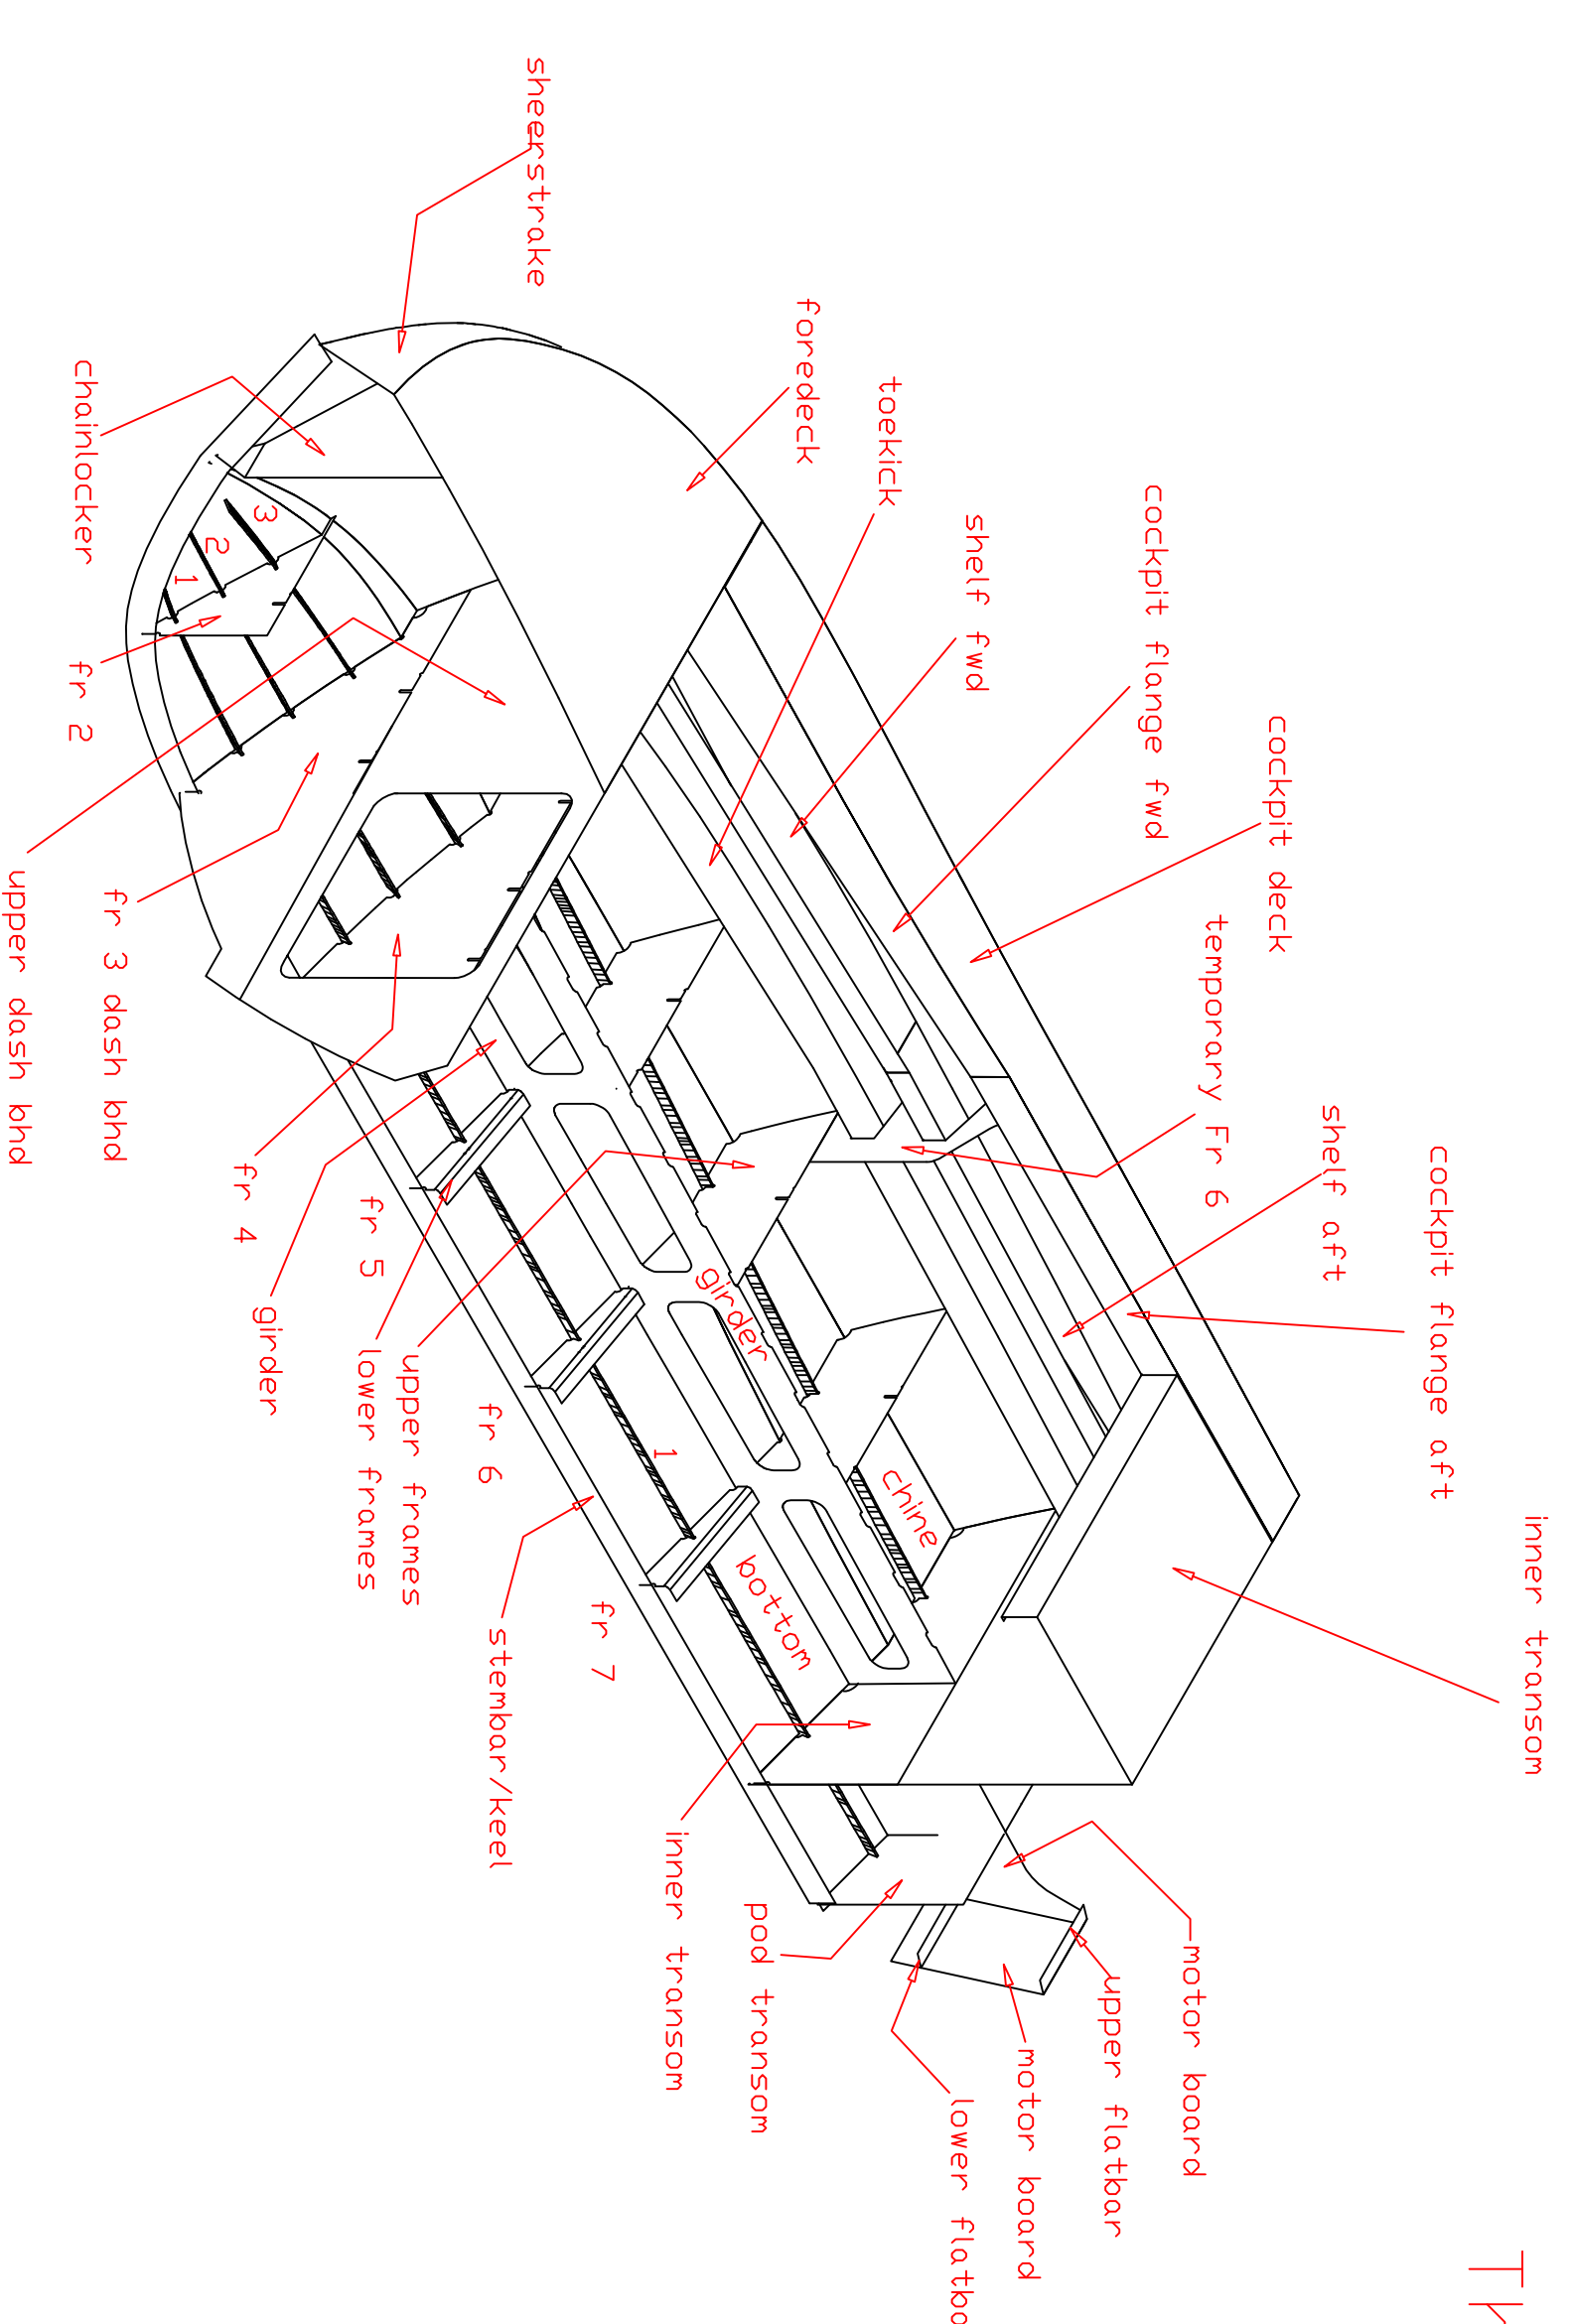 sheerstrake
foredeck
toekick
shelf fwd
cockpit flange fwd
cockpit deck
temporary Fr 6
shelf aft
cockpit flange aft
inner transom
chainlocker
3
2
1
fr 2
upper dash bhd
fr 3 dash bhd
fr 4
girder
fr 5
lower frames
upper frames
fr 6
fr 7
stembar/keel
girder
chine
1
bottom
inner transom
pod transom
motor board
upper flatbar
motor board
lower flatb